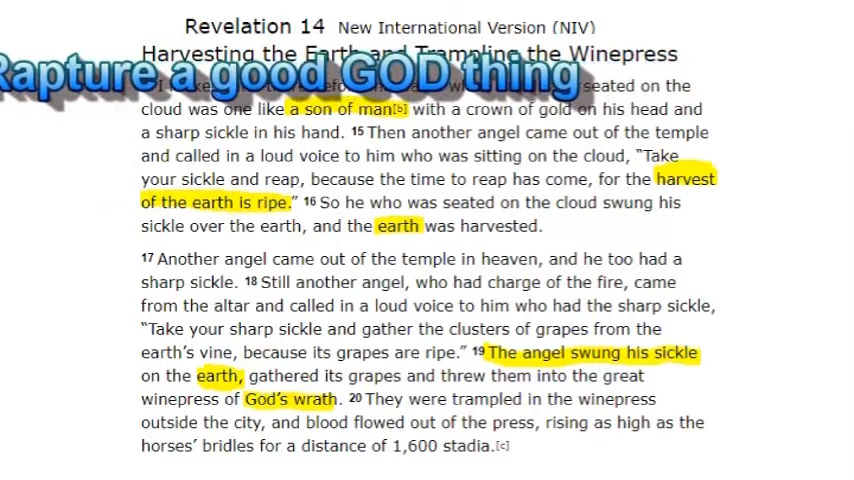 Revelation 14 New International Version (NIV)
Harvesting the Earth and Trampling the Winepress
Rapture a good GOD thing
seated on the
cloud was one like a son of man[b] with a crown of gold on his head and
a sharp sickle in his hand. 15 Then another angel came out of the temple
and called in a loud voice to him who was sitting on the cloud, “Take
your sickle and reap, because the time to reap has come, for the harvest
of the earth is ripe.” 16 So he who was seated on the cloud swung his
sickle over the earth, and the earth was harvested.
17 Another angel came out of the temple in heaven, and he too had a
sharp sickle. 18 Still another angel, who had charge of the fire, came
from the altar and called in a loud voice to him who had the sharp sickle,
“Take your sharp sickle and gather the clusters of grapes from the
earth’s vine, because its grapes are ripe.” 19 The angel swung his sickle
on the earth, gathered its grapes and threw them into the great
winepress of God’s wrath. 20 They were trampled in the winepress
outside the city, and blood flowed out of the press, rising as high as the
horses’ bridles for a distance of 1,600 stadia.[c]